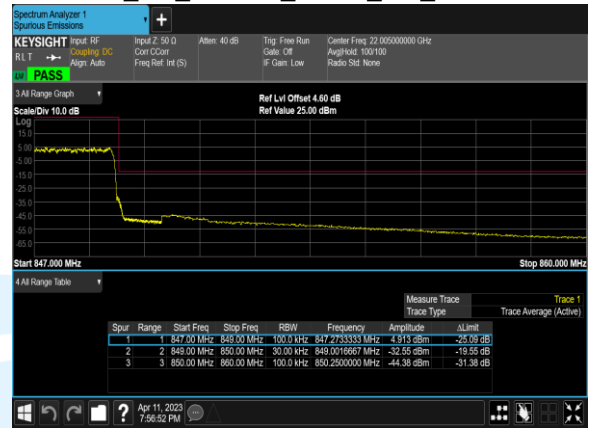 Spectrum Analyzer 1
Spurious Emissions
KEYSIGHT Input: RF Input Z: 50 Ω Atten: 40 dB Trig: Free Run Center Freq: 22.005000000 GHz
Coupling: DC Corr CCorr Gate: Off Avg|Hold: 100/100
RLT Align: Auto Freq Ref: Int (S) IF Gain: Low Radio Std: None
PASS
3 All Range Graph
Ref Lvl Offset 4.60 dB
Scale/Div 10.0 dB Ref Value 25.00 dBm
Log
15.0
5.00
-5.00
-15.0
-25.0
-35.0
-45.0
-55.0
-65.0
Start 847.000 MHz Stop 860.000 MHz
4 All Range Table
Measure Trace Trace 1
Trace Type Trace Average (Active)
Spur Range Start Freq Stop Freq RBW Frequency Amplitude ΔLimit
1 1 847.00 MHz 849.00 MHz 100.0 kHz 847.2733333 MHz 4.913 dBm -25.09 dB
2 2 849.00 MHz 850.00 MHz 30.00 kHz 849.0016667 MHz -32.55 dBm -19.55 dB
3 3 850.00 MHz 860.00 MHz 100.0 kHz 850.2500000 MHz -44.38 dBm -31.38 dB
? Apr 11, 2023
7:56:52 PM